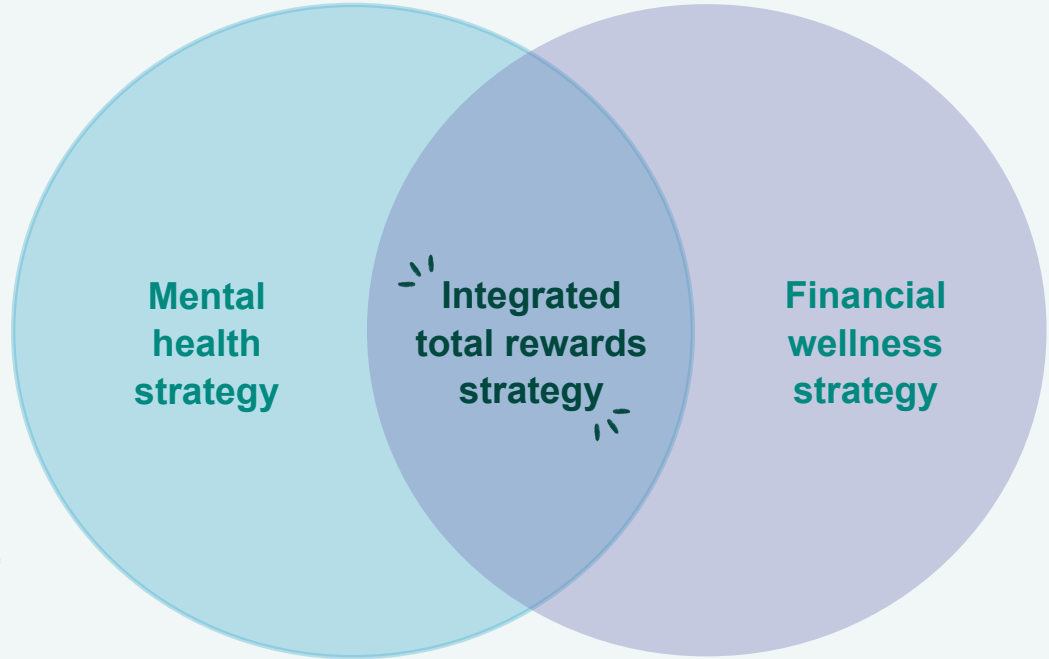 Mental
health
strategy
Integrated
total rewards
strategy
Financial
wellness
strategy